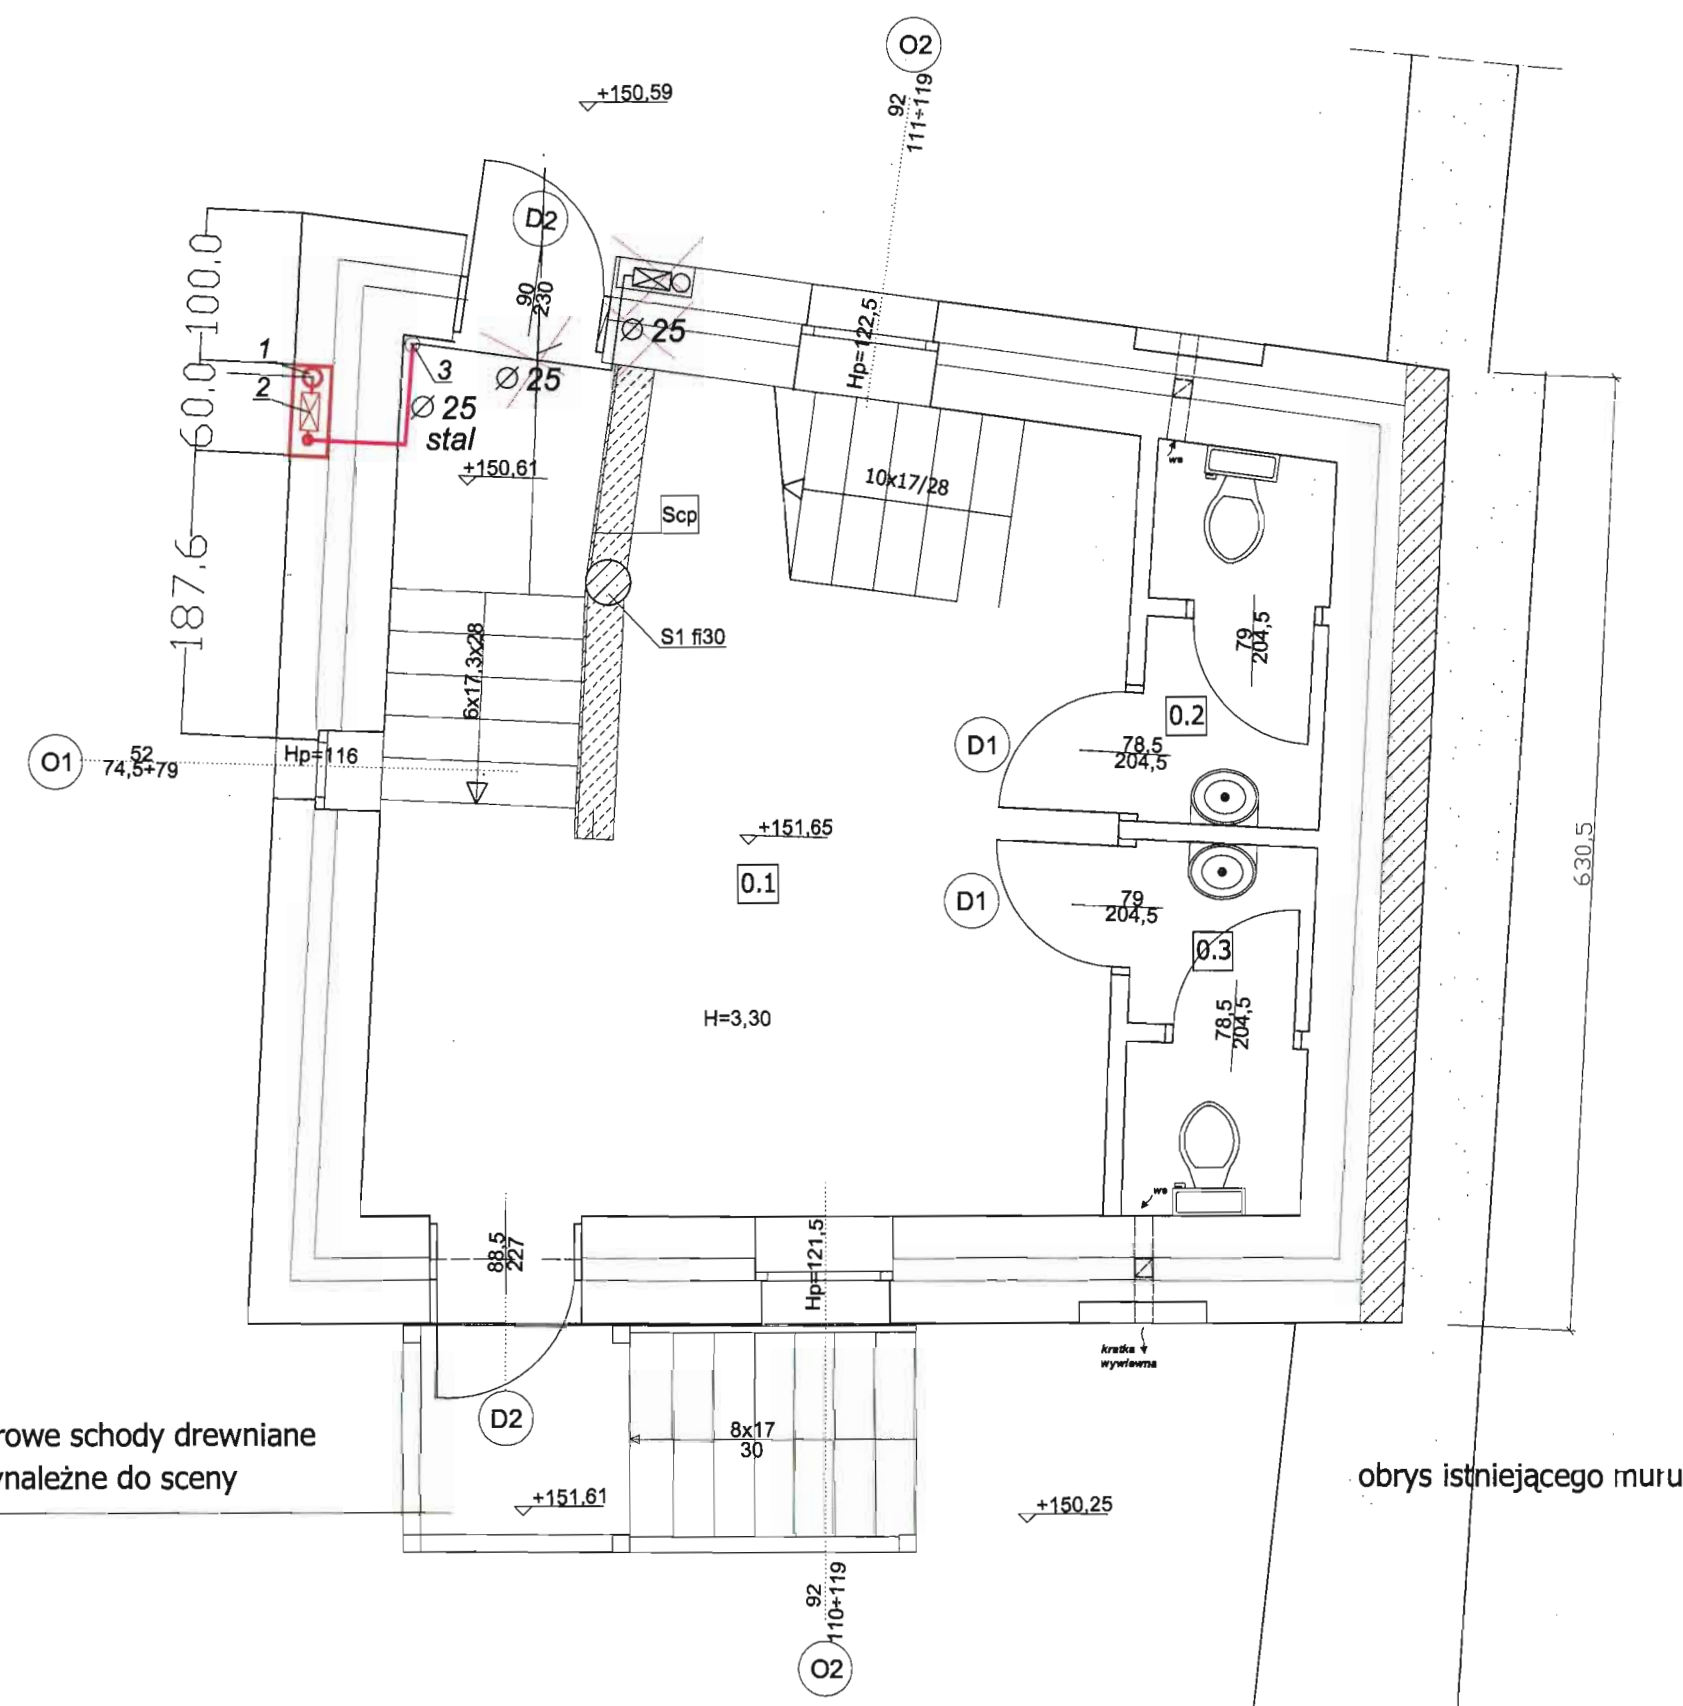 O2
92
111÷119
+150,59
D2
90
230
100.0
60.0
187.6
1
2
3
Ø 25
Ø 25
Ø 25
stal
Hp=122,5
+150,61
Scp
10x17/28
ws
S1 fi30
6x17,3x28
79
204,5
0.2
D1
78,5
204,5
O1
52
74,5÷79
Hp=116
+151,65
0.1
630,5
D1
79
204,5
0.3
H=3,30
78,5
204,5
ws
88,5
227
Hp=121,5
kratka
wywiewna
D2
8x17
30
rowe schody drewniane
ynależne do sceny
+151,61
+150,25
obrys istniejącego muru
92
110÷119
O2